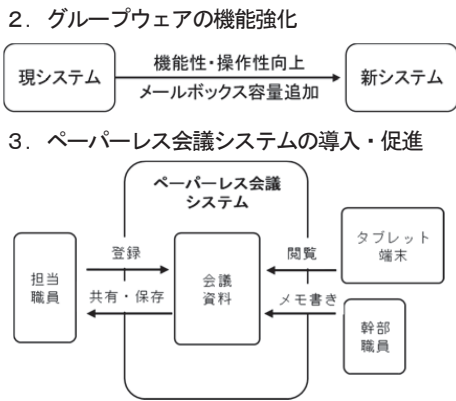 ２．グループウェアの機能強化
現システム
機能性・操作性向上
メールボックス容量追加
新システム
３．ペーパーレス会議システムの導入・促進
ペーパーレス会議
システム
担当
職員
登録
共有・保存
会議
資料
閲覧
メモ書き
タブレット
端末
幹部
職員